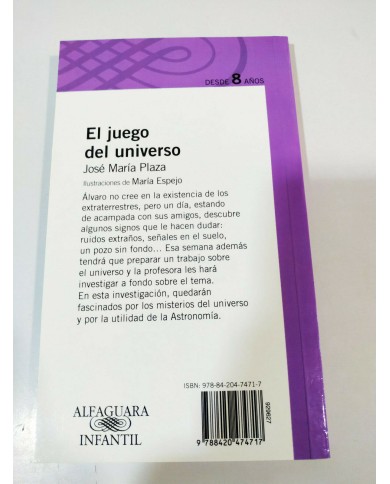 DESDE 8 AÑOS
El juego
del universo
José María Plaza
Ilustraciones de María Espejo
Álvaro no cree en la existencia de los
extraterrestres, pero un día, estando
de acampada con sus amigos, descubre
algunos signos que le hacen dudar:
ruidos extraños, señales en el suelo,
un pozo sin fondo... Esa semana además
tendrá que preparar un trabajo sobre
el universo y la profesora les hará
investigar a fondo sobre el tema.
En esta investigación, quedarán
fascinados por los misterios del universo
y por la utilidad de la Astronomía.
ISBN: 978-84-204-7471-7
929627
9 788420 474717
ALFAGUARA
INFANTIL